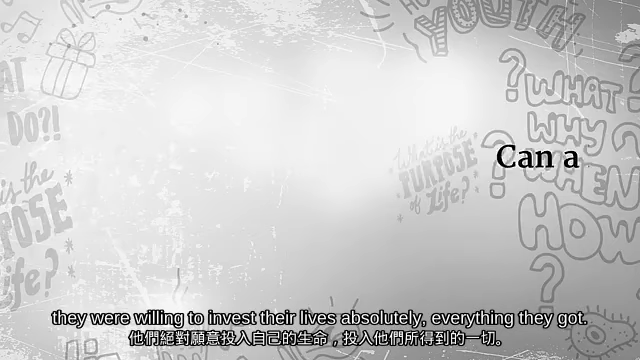 YOUTH
AT
DO?!
WHAT
WHY
WHEN
HOW
?
?
?
What is the
PURPOSE
of Life?
is the
POSE
ife?
Can a
they were willing to invest their lives absolutely, everything they got.
他們絕對願意投入自己的生命，投入他們所得到的一切。